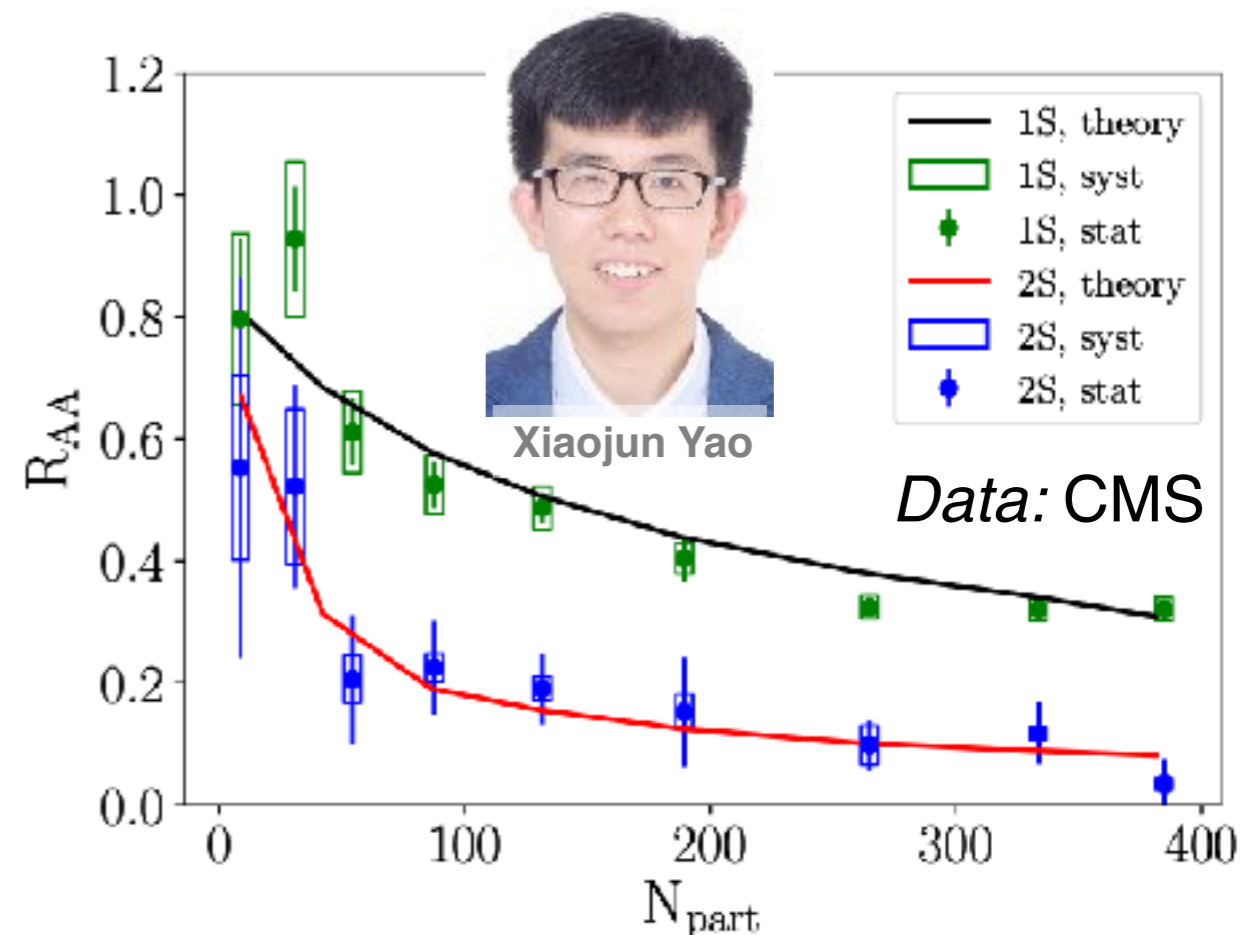 1.2
1.0
0.8
0.6
0.4
0.2
0.0
R_AA
0
100
200
300
400
N_part
1S, theory
1S, syst
1S, stat
2S, theory
2S, syst
2S, stat
Xiaojun Yao
Data: CMS